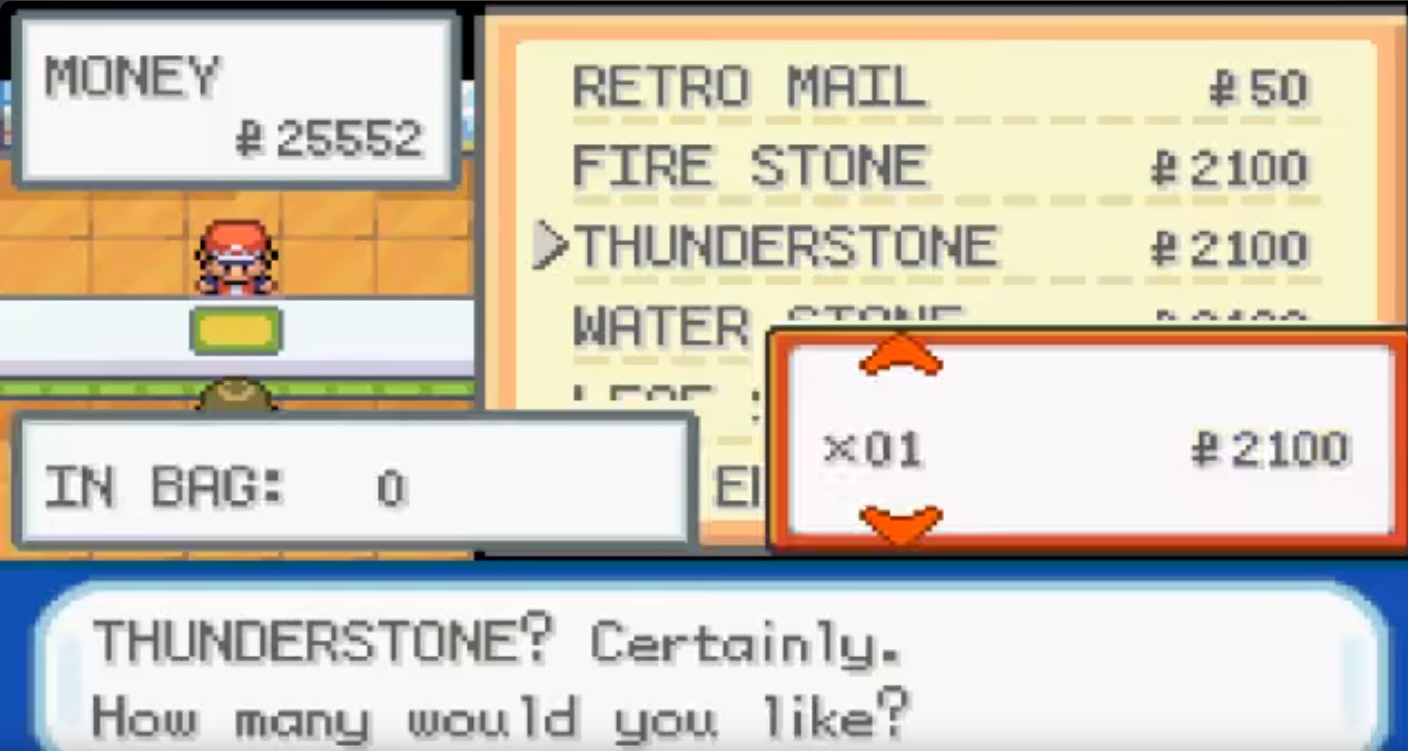 MONEY
₽25552
RETRO MAIL ₽50
FIRE STONE ₽2100
THUNDERSTONE ₽2100
WATER
×01 ₽2100
IN BAG: 0
THUNDERSTONE? Certainly.
How many would you like?